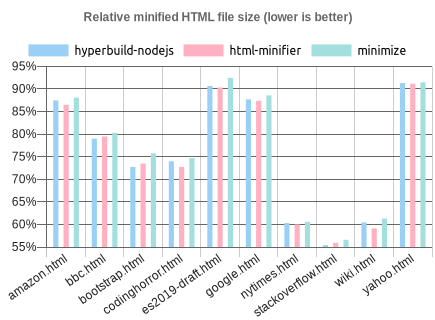 Relative minified HTML file size (lower is better)
hyperbuild-nodejs html-minifier minimize
95%
90%
85%
80%
75%
70%
65%
60%
55%
amazon.html
bbc.html
bootstrap.html
codinghorror.html
es2019-draft.html
google.html
nytimes.html
stackoverflow.html
wiki.html
yahoo.html